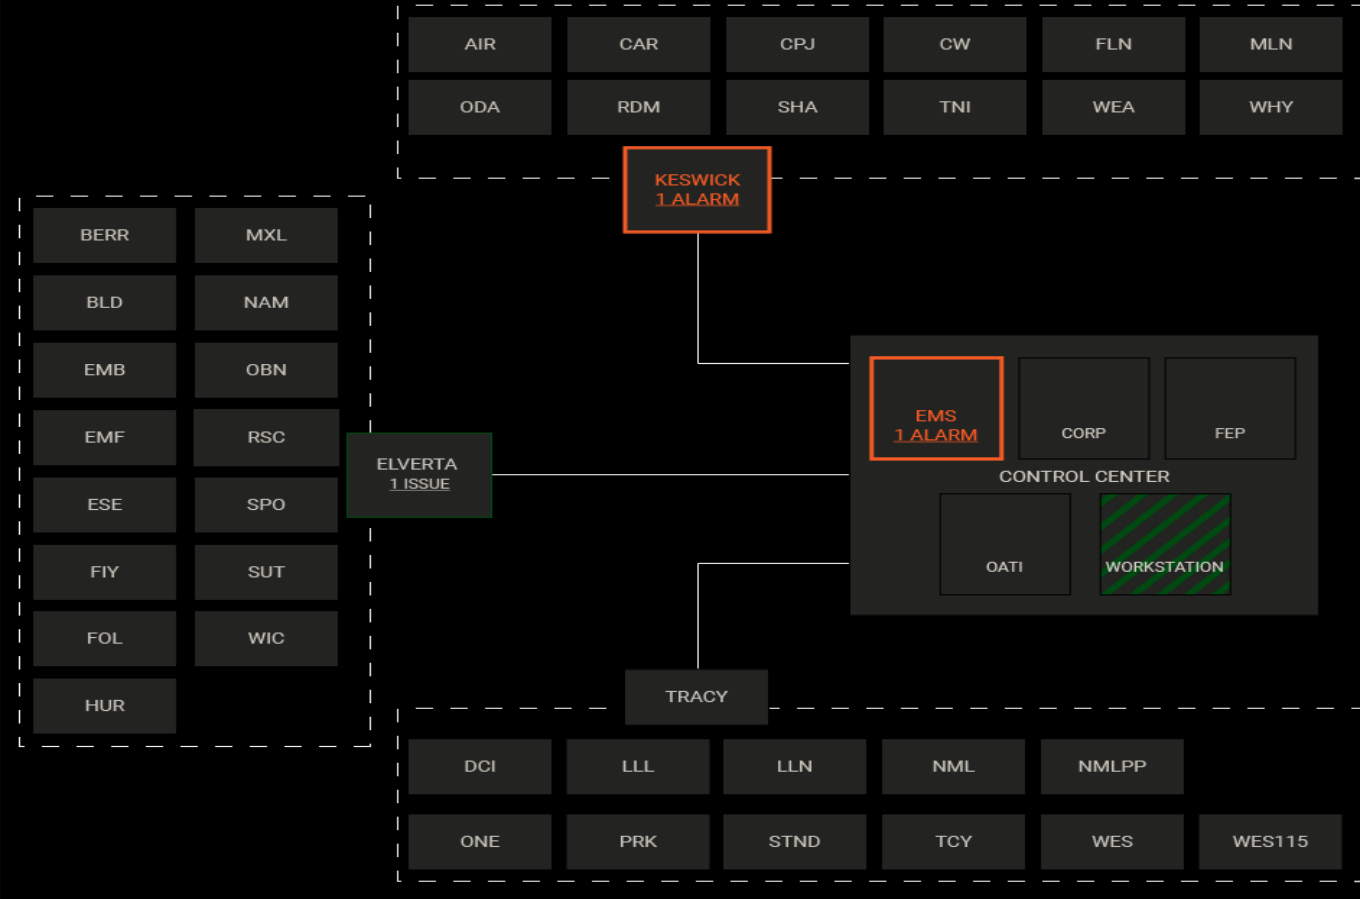 AIR
CAR
CPJ
CW
FLN
MLN
ODA
RDM
SHA
TNI
WEA
WHY
KESWICK
1 ALARM
BERR
MXL
BLD
NAM
EMB
OBN
EMF
RSC
ESE
SPO
FIY
SUT
FOL
WIC
HUR
ELVERTA
1 ISSUE
EMS
1 ALARM
CORP
FEP
CONTROL CENTER
OATI
WORKSTATION
TRACY
DCI
LLL
LLN
NML
NMLPP
ONE
PRK
STND
TCY
WES
WES115